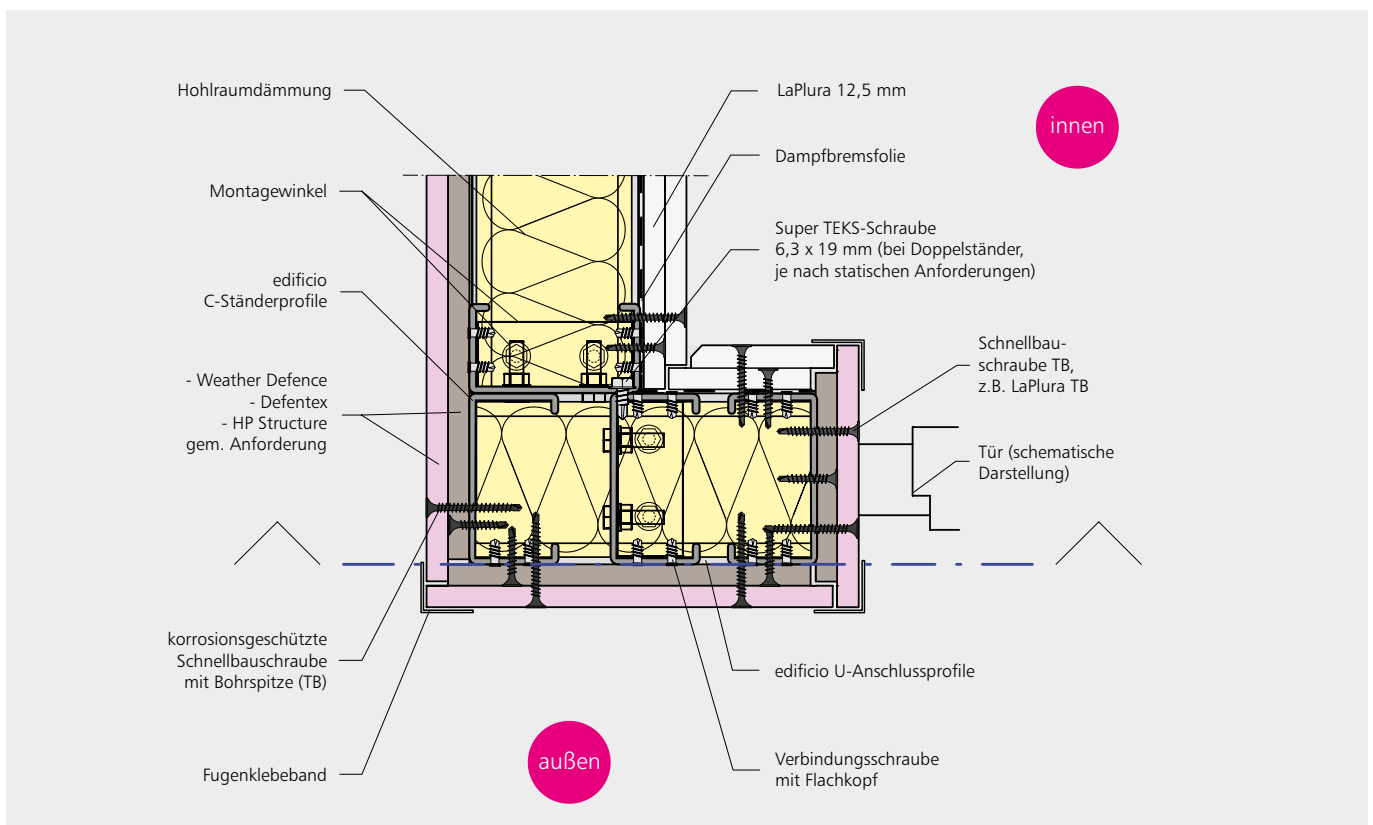 Hohlraumdämmung
Montagewinkel
edificio
C-Ständerprofile
- Weather Defence
- Defentex
- HP Structure
gem. Anforderung
korrosionsgeschützte
Schnellbauschraube
mit Bohrspitze (TB)
Fugenklebeband
außen
LaPlura 12,5 mm
innen
Dampfbremsfolie
Super TEKS-Schraube
6,3 x 19 mm (bei Doppelständer,
je nach statischen Anforderungen)
Schnellbau-
schraube TB,
z.B. LaPlura TB
Tür (schematische
Darstellung)
edificio U-Anschlussprofile
Verbindungsschraube
mit Flachkopf